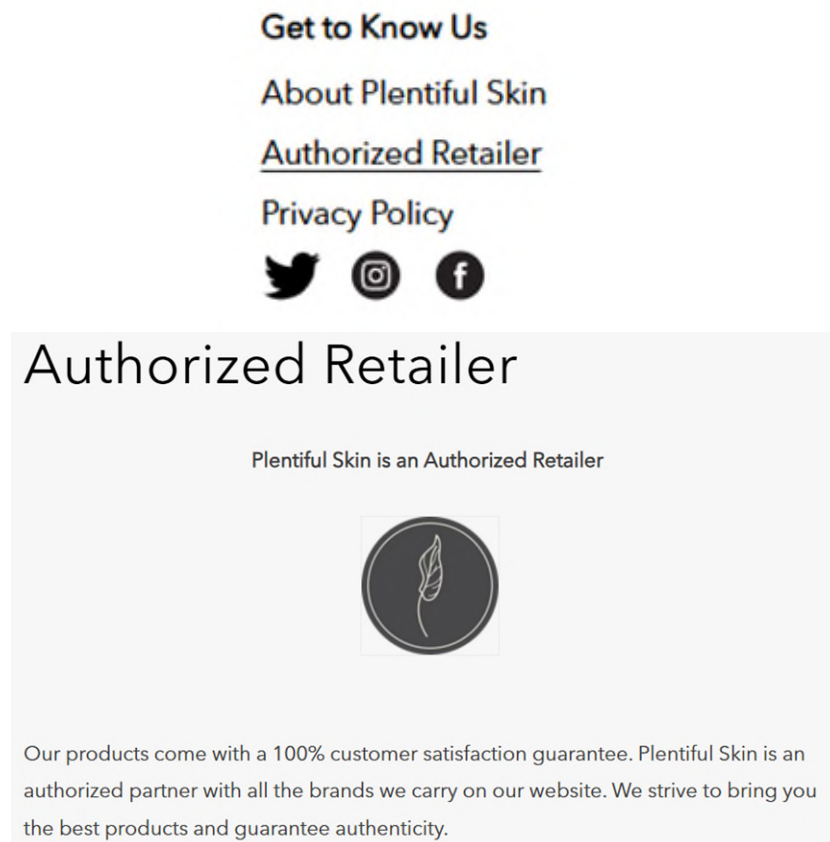 Get to Know Us
About Plentiful Skin
Authorized Retailer
Privacy Policy
Authorized Retailer
Plentiful Skin is an Authorized Retailer
Our products come with a 100% customer satisfaction guarantee. Plentiful Skin is an
authorized partner with all the brands we carry on our website. We strive to bring you
the best products and guarantee authenticity.